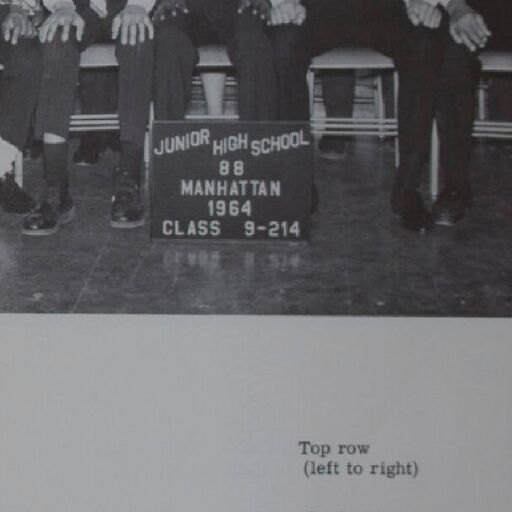 JUNIOR HIGH SCHOOL
88
MANHATTAN
1964
CLASS 9-214
Top row
(left to right)